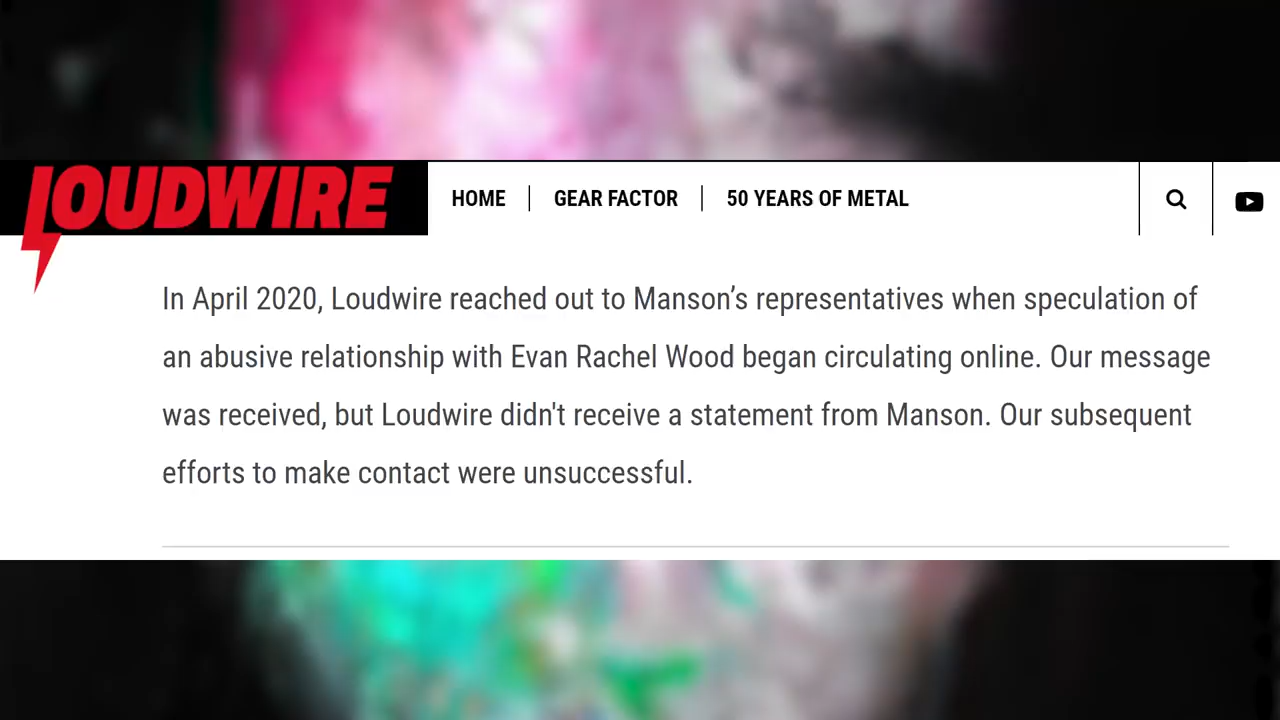 LOUDWIRE
HOME
GEAR FACTOR
50 YEARS OF METAL
In April 2020, Loudwire reached out to Manson’s representatives when speculation of
an abusive relationship with Evan Rachel Wood began circulating online. Our message
was received, but Loudwire didn't receive a statement from Manson. Our subsequent
efforts to make contact were unsuccessful.